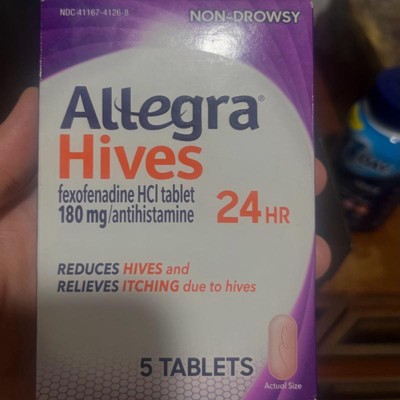 NDC 41167-4126-8
NON-DROWSY
Allegra®
Hives
fexofenadine HCl tablet
180 mg/antihistamine
24 HR
REDUCES HIVES and
RELIEVES ITCHING due to hives
5 TABLETS
Actual Size
DAY